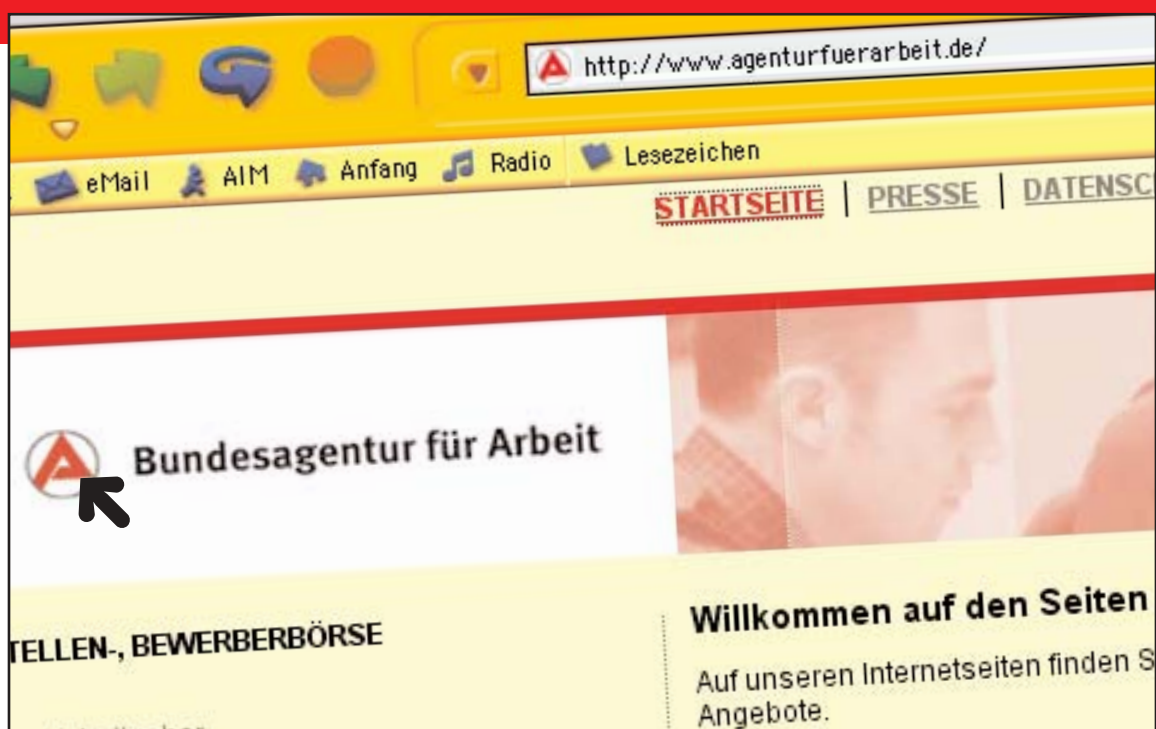 http://www.agenturfuerarbeit.de/
eMail AIM Anfang Radio Lesezeichen
STARTSEITE | PRESSE | DATENSC
Bundesagentur für Arbeit
TELLEN-, BEWERBERBÖRSE
Willkommen auf den Seiten
Auf unseren Internetseiten finden S
Angebote.